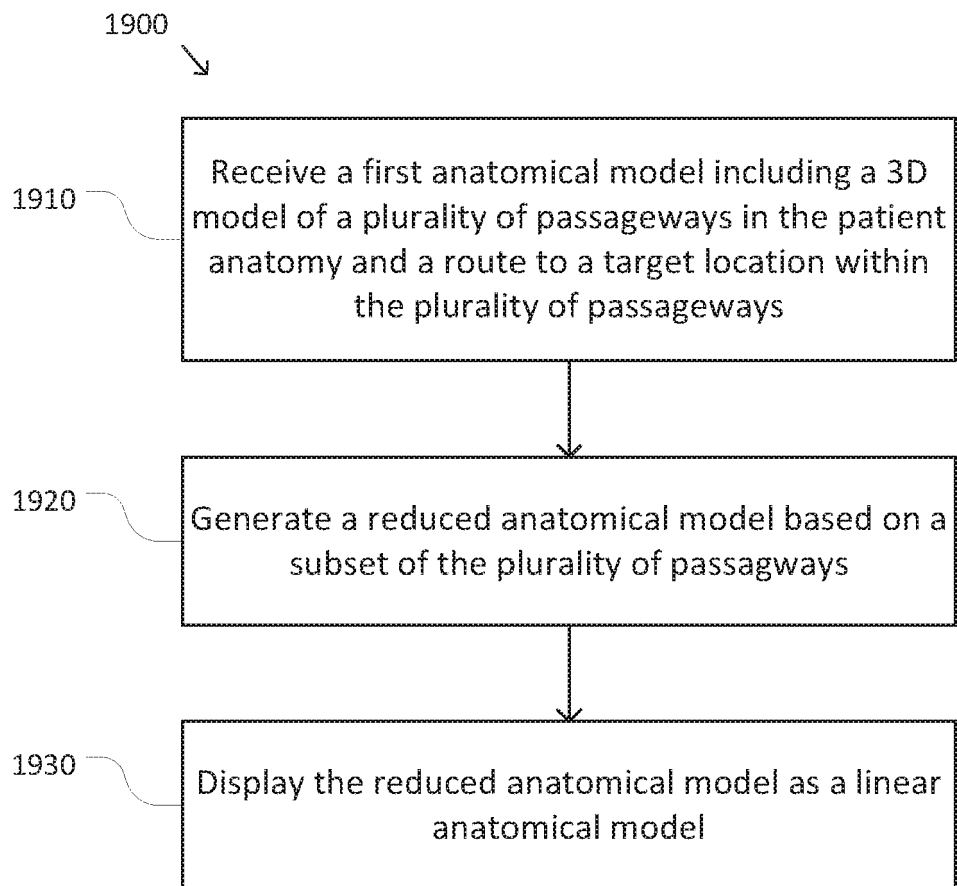 1900
1910
Receive a first anatomical model including a 3D
model of a plurality of passageways in the patient
anatomy and a route to a target location within
the plurality of passageways
1920
Generate a reduced anatomical model based on a
subset of the plurality of passagways
1930
Display the reduced anatomical model as a linear
anatomical model